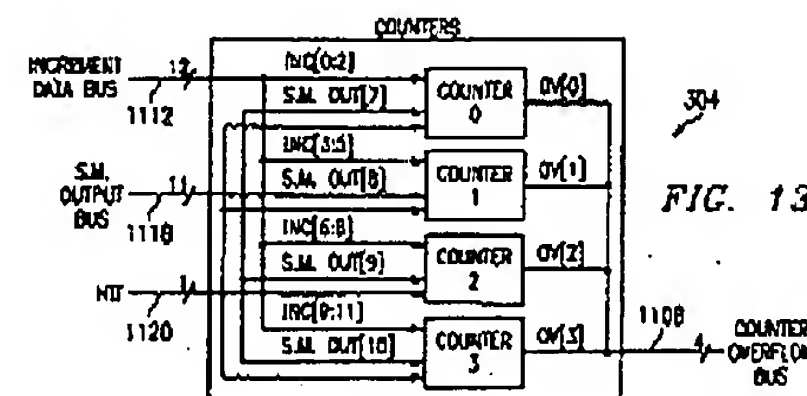 COUNTERS
INCREMENT
DATA BUS
12
1112
INC[0:2]
S.M. OUT[7]
COUNTER
0
OV[0]
304
INC[3:5]
S.M. OUT[8]
COUNTER
1
OV[1]
S.M.
OUTPUT
BUS
11
1118
FIG. 13
INC[6:8]
S.M. OUT[9]
COUNTER
2
OV[2]
1120
INC[9:11]
S.M. OUT[10]
COUNTER
3
OV[3]
1108
4
COUNTER
OVERFLOW
BUS